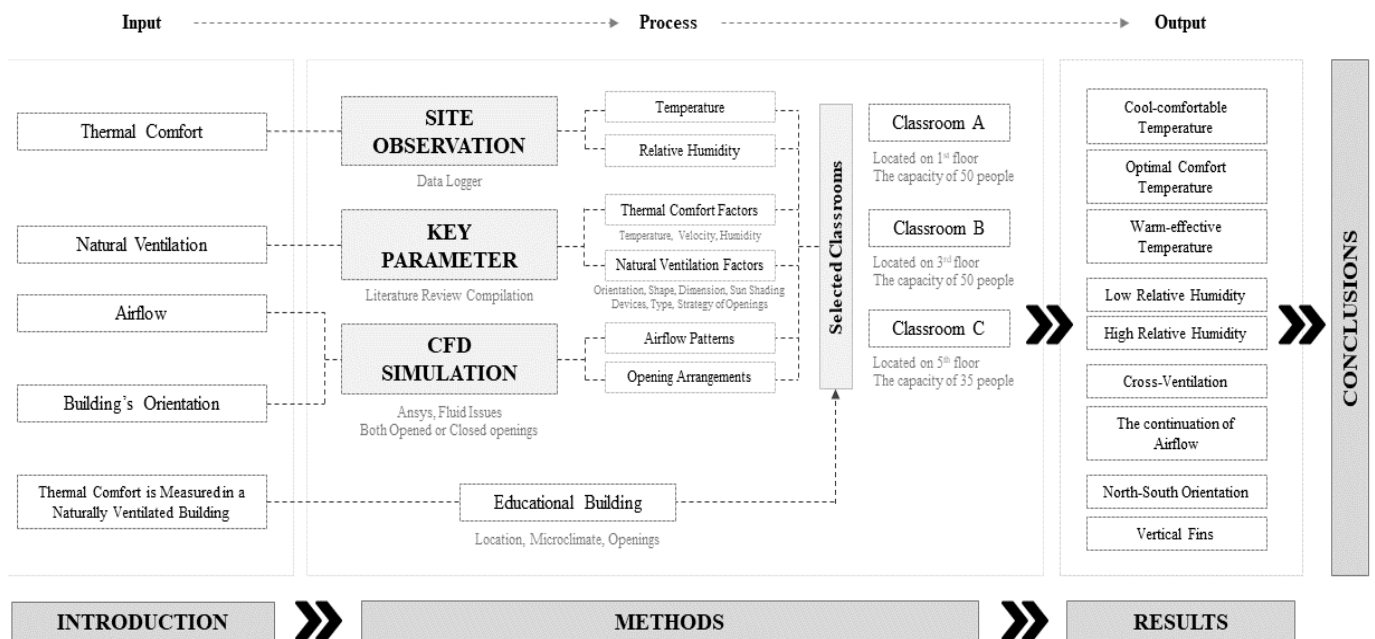 Input
Process
Output
Thermal Comfort
Natural Ventilation
Airflow
Building's Orientation
Thermal Comfort is Measured in a
Naturally Ventilated Building
SITE
OBSERVATION
Data Logger
KEY
PARAMETER
Literature Review Compilation
CFD
SIMULATION
Ansys, Fluid Issues
Both Opened or Closed openings
Educational Building
Location, Microclimate, Openings
Temperature
Relative Humidity
Thermal Comfort Factors
Temperature, Velocity, Humidity
Natural Ventilation Factors
Orientation, Shape, Dimension, Sun Shading
Devices, Type, Strategy of Openings
Airflow Patterns
Opening Arrangements
Selected Classrooms
Classroom A
Located on 1st floor
The capacity of 50 people
Classroom B
Located on 3rd floor
The capacity of 50 people
Classroom C
Located on 5th floor
The capacity of 35 people
Cool-comfortable
Temperature
Optimal Comfort
Temperature
Warm-effective
Temperature
Low Relative Humidity
High Relative Humidity
Cross-Ventilation
The continuation of
Airflow
North-South Orientation
Vertical Fins
CONCLUSIONS
INTRODUCTION
METHODS
RESULTS